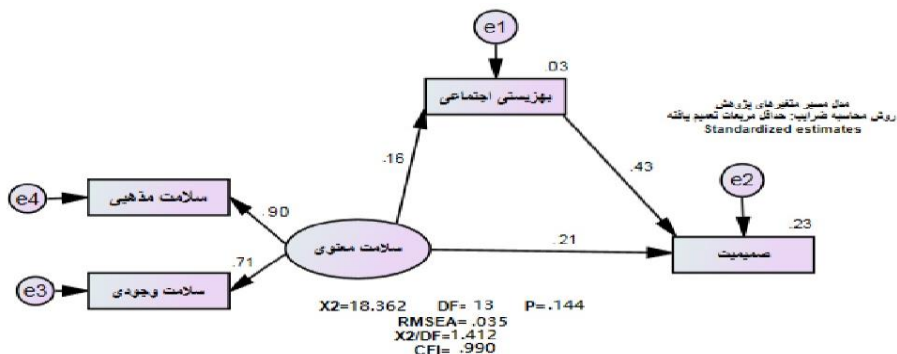 e1
.03
بهزیستی اجتماعی
مدل مسیر متغیرهای پژوهش
روش محاسبه ضرایب: حداقل مربعات تعمیم یافته
Standardized estimates
.16
.43
e2
e4
سلامت مذهبی
.90
.23
سلامت معنوی
.21
صمیمیت
.71
e3
سلامت وجودی
X2=18.362 DF= 13 P=.144
RMSEA= .035
X2/DF=1.412
CFI= .990